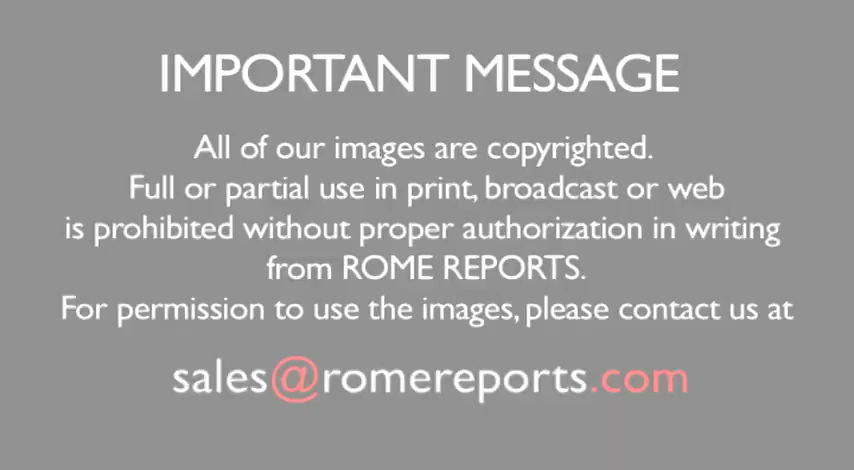 IMPORTANT MESSAGE
All of our images are copyrighted.
Full or partial use in print, broadcast or web
is prohibited without proper authorization in writing
from ROME REPORTS.
For permission to use the images, please contact us at
sales@romereports.com